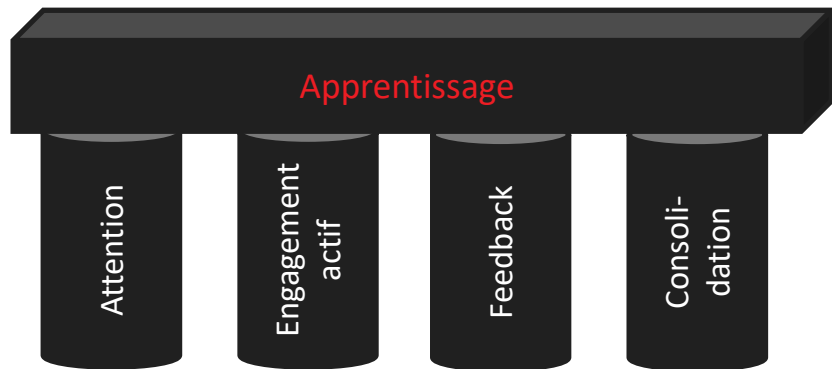 Apprentissage
Attention
Engagement
actif
Feedback
Consoli-
dation